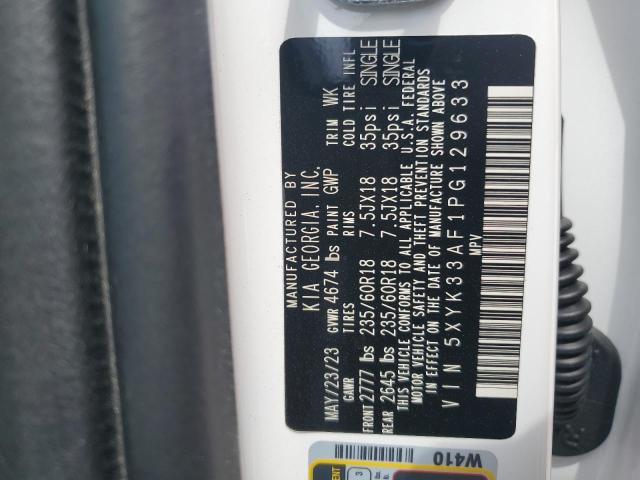 MANUFACTURED BY
KIA GEORGIA, INC.
MAY/23/23 GVWR 4674 lbs PAINT GWP TRIM WK
GAWR TIRES RIMS COLD TIRE INFL
FRONT 27777 lbs 235/60R18 7.5JX18 35psi SINGLE
REAR 2645 lbs 235/60R18 7.5JX18 35psi SINGLE
THIS VEHICLE CONFORMS TO ALL APPLICABLE U.S.A. FEDERAL
MOTOR VEHICLE SAFETY AND THEFT PREVENTION STANDARDS
IN EFFECT ON THE DATE OF MANUFACTURE SHOWN ABOVE
VIN 5XYK33AF1PG129633
MPV
W410